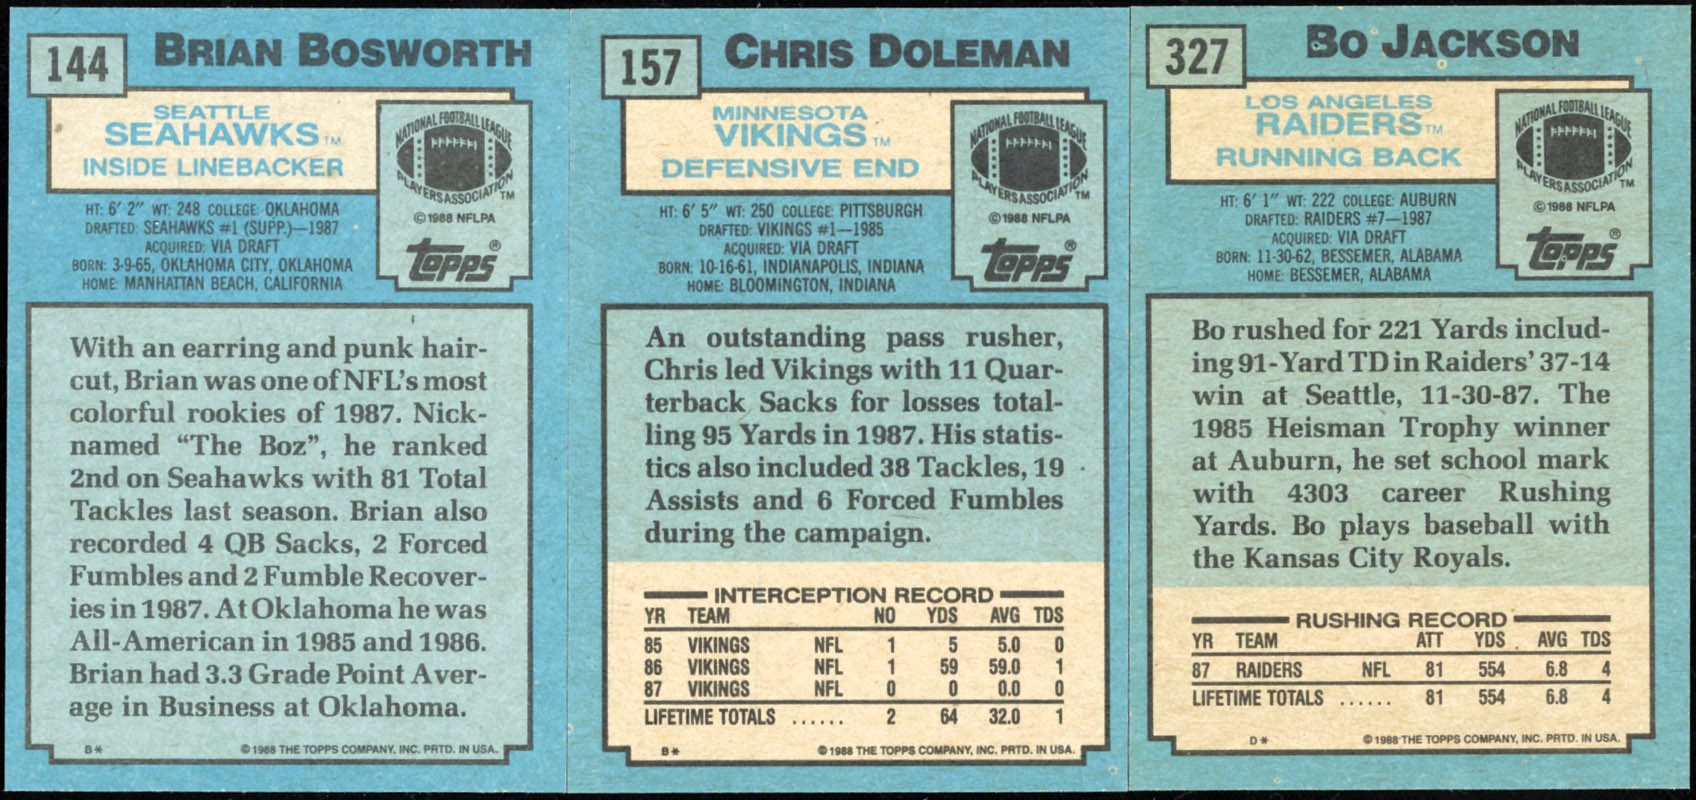 144
BRIAN BOSWORTH
SEATTLE
SEAHAWKS™
INSIDE LINEBACKER
NATIONAL FOOTBALL LEAGUE
PLAYERS ASSOCIATION™
©1988 NFLPA
topps®
HT: 6' 2" WT: 248 COLLEGE: OKLAHOMA
DRAFTED: SEAHAWKS #1 (SUPP.)—1987
ACQUIRED: VIA DRAFT
BORN: 3-9-65, OKLAHOMA CITY, OKLAHOMA
HOME: MANHATTAN BEACH, CALIFORNIA
With an earring and punk hair-
cut, Brian was one of NFL's most
colorful rookies of 1987. Nick-
named “The Boz”, he ranked
2nd on Seahawks with 81 Total
Tackles last season. Brian also
recorded 4 QB Sacks, 2 Forced
Fumbles and 2 Fumble Recover-
ies in 1987. At Oklahoma he was
All-American in 1985 and 1986.
Brian had 3.3 Grade Point Aver-
age in Business at Oklahoma.
B* ©1988 THE TOPPS COMPANY, INC. PRTD. IN USA.
157
CHRIS DOLEMAN
MINNESOTA
VIKINGS™
DEFENSIVE END
NATIONAL FOOTBALL LEAGUE
PLAYERS ASSOCIATION™
©1988 NFLPA
topps®
HT: 6' 5" WT: 250 COLLEGE: PITTSBURGH
DRAFTED: VIKINGS #1—1985
ACQUIRED: VIA DRAFT
BORN: 10-16-61, INDIANAPOLIS, INDIANA
HOME: BLOOMINGTON, INDIANA
An outstanding pass rusher,
Chris led Vikings with 11 Quar-
terback Sacks for losses total-
ling 95 Yards in 1987. His statis-
tics also included 38 Tackles, 19
Assists and 6 Forced Fumbles
during the campaign.
INTERCEPTION RECORD
YR TEAM NO YDS AVG TDS
85 VIKINGS NFL 1 5 5.0 0
86 VIKINGS NFL 1 59 59.0 1
87 VIKINGS NFL 0 0 0.0 0
LIFETIME TOTALS ...... 2 64 32.0 1
B* ©1988 THE TOPPS COMPANY, INC. PRTD. IN USA.
327
BO JACKSON
LOS ANGELES
RAIDERS™
RUNNING BACK
NATIONAL FOOTBALL LEAGUE
PLAYERS ASSOCIATION™
©1988 NFLPA
topps®
HT: 6' 1" WT: 222 COLLEGE: AUBURN
DRAFTED: RAIDERS #7—1987
ACQUIRED: VIA DRAFT
BORN: 11-30-62, BESSEMER, ALABAMA
HOME: BESSEMER, ALABAMA
Bo rushed for 221 Yards includ-
ing 91-Yard TD in Raiders' 37-14
win at Seattle, 11-30-87. The
1985 Heisman Trophy winner
at Auburn, he set school mark
with 4303 career Rushing
Yards. Bo plays baseball with
the Kansas City Royals.
RUSHING RECORD
YR TEAM ATT YDS AVG TDS
87 RAIDERS NFL 81 554 6.8 4
LIFETIME TOTALS ...... 81 554 6.8 4
D* ©1988 THE TOPPS COMPANY, INC. PRTD. IN USA.